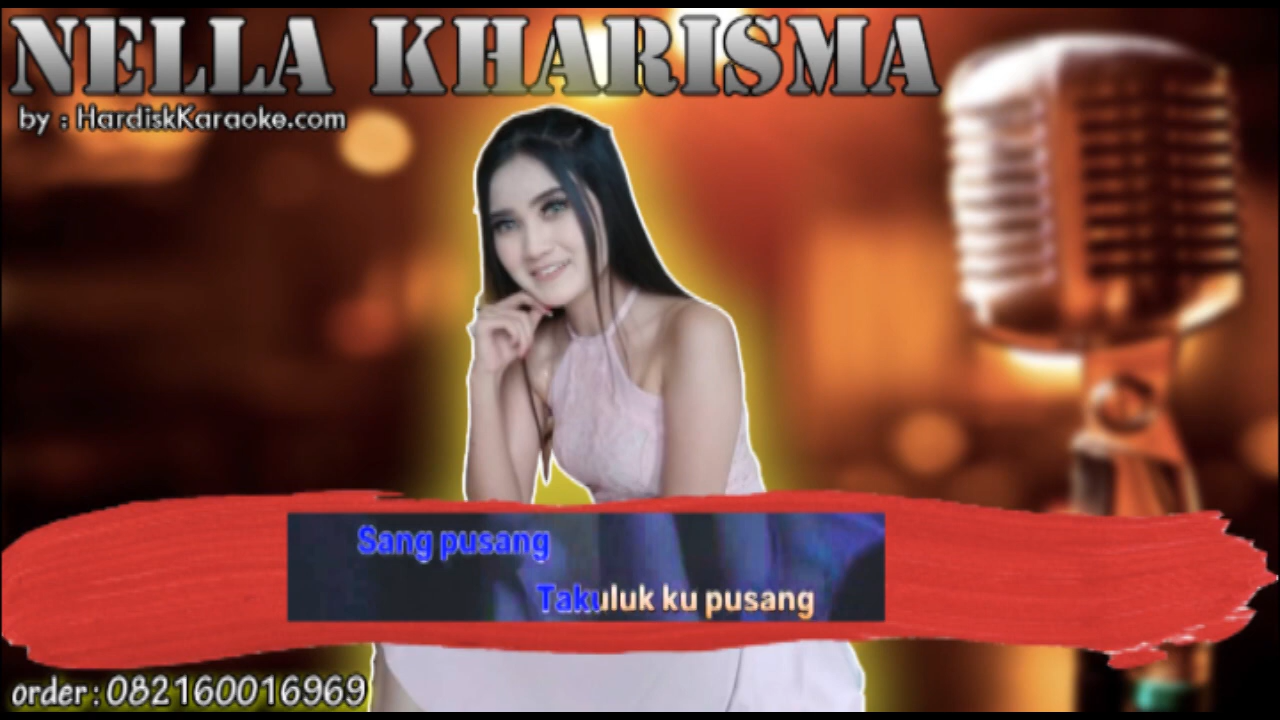 NELLA KHARISMA
by : HardiskKaraoke.com
Sang pusang
Takuluk ku pusang
order : 082160016969